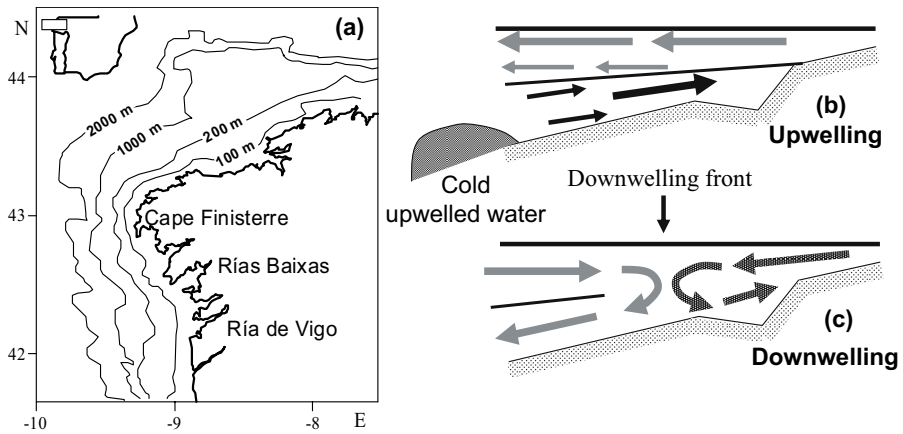 N
(a)
44
2000 m
1000 m
200 m
100 m
43
Cape Finisterre
Rías Baixas
Ría de Vigo
42
-10
-9
-8
E
(b)
Upwelling
Cold
upwelled water
Downwelling front
(c)
Downwelling